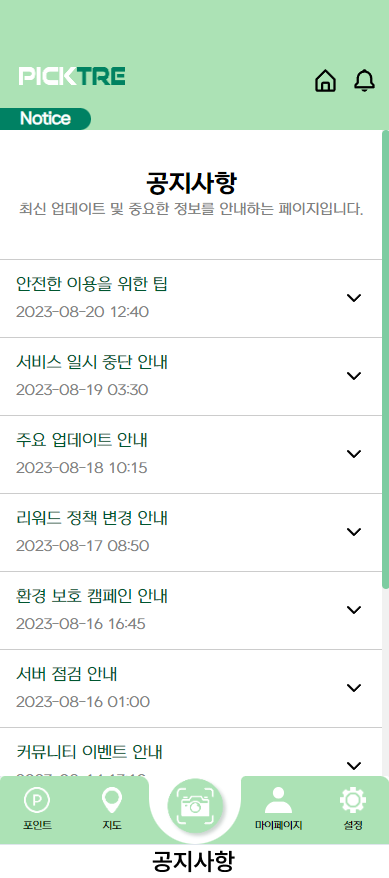 PICKTRE
Notice
공지사항
최신 업데이트 및 중요한 정보를 안내하는 페이지입니다.
안전한 이용을 위한 팁
2023-08-20 12:40
서비스 일시 중단 안내
2023-08-19 03:30
주요 업데이트 안내
2023-08-18 10:15
리워드 정책 변경 안내
2023-08-17 08:50
환경 보호 캠페인 안내
2023-08-16 16:45
서버 점검 안내
2023-08-16 01:00
커뮤니티 이벤트 안내
P
포인트 지도 마이페이지 설정
공지사항